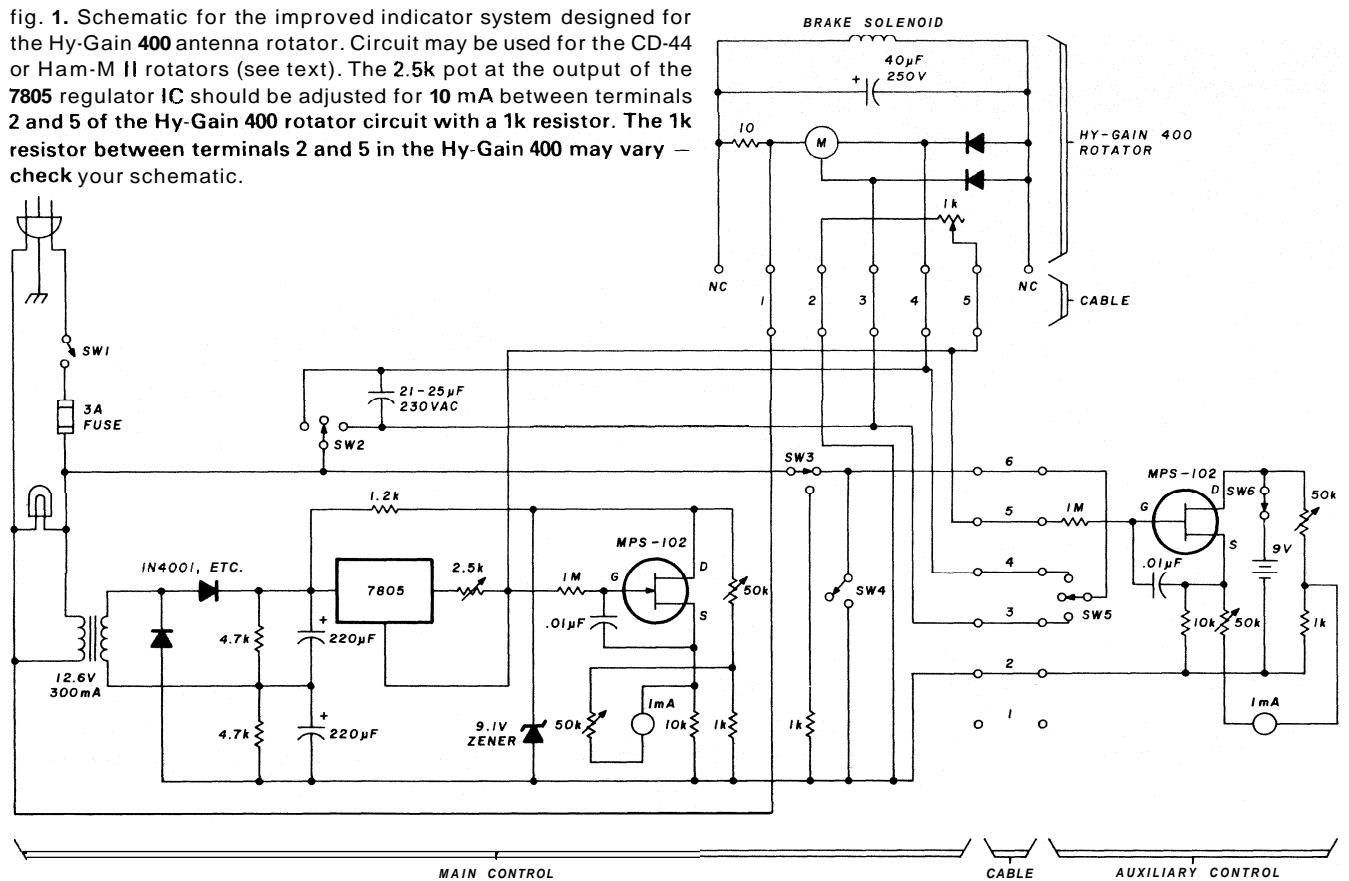 fig. 1. Schematic for the improved indicator system designed for
the Hy-Gain 400 antenna rotator. Circuit may be used for the CD-44
or Ham-M II rotators (see text). The 2.5k pot at the output of the
7805 regulator IC should be adjusted for 10 mA between terminals
2 and 5 of the Hy-Gain 400 rotator circuit with a 1k resistor. The 1k
resistor between terminals 2 and 5 in the Hy-Gain 400 may vary —
check your schematic.
BRAKE SOLENOID
40µF
250V
+
10
M
HY-GAIN 400
ROTATOR
1k
NC
1
2
3
4
5
NC
CABLE
SW1
3A
FUSE
21-25µF
230VAC
SW2
SW3
6
MPS-102
D
SW6
50k
1.2k
5
1M
G
S
9V
1N4001, ETC.
7805
2.5k
MPS-102
1M
G
D
S
50k
SW4
4
.01µF
.01µF
3
SW5
10k
50k
1k
4.7k
+
220µF
12.6V
300mA
2
4.7k
+
220µF
9.1V
ZENER
50k
1mA
10k
1k
1k
1
1mA
MAIN CONTROL
CABLE
AUXILIARY CONTROL